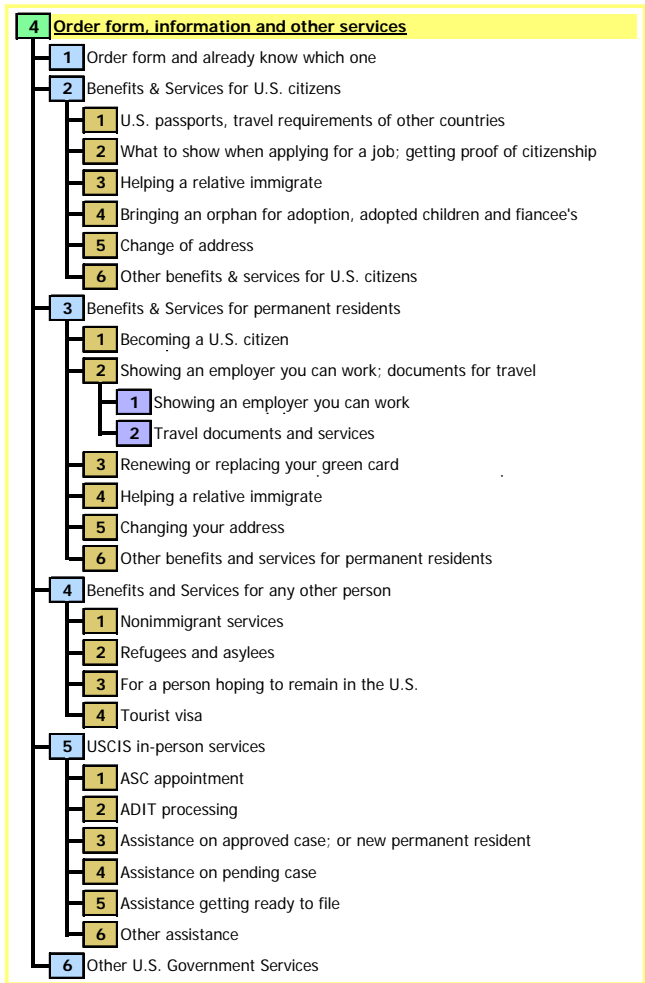 4 Order form, information and other services
1 Order form and already know which one
2 Benefits & Services for U.S. citizens
1 U.S. passports, travel requirements of other countries
2 What to show when applying for a job; getting proof of citizenship
3 Helping a relative immigrate
4 Bringing an orphan for adoption, adopted children and fiancee's
5 Change of address
6 Other benefits & services for U.S. citizens
3 Benefits & Services for permanent residents
1 Becoming a U.S. citizen
2 Showing an employer you can work; documents for travel
1 Showing an employer you can work
2 Travel documents and services
3 Renewing or replacing your green card
4 Helping a relative immigrate
5 Changing your address
6 Other benefits and services for permanent residents
4 Benefits and Services for any other person
1 Nonimmigrant services
2 Refugees and asylees
3 For a person hoping to remain in the U.S.
4 Tourist visa
5 USCIS in-person services
1 ASC appointment
2 ADIT processing
3 Assistance on approved case; or new permanent resident
4 Assistance on pending case
5 Assistance getting ready to file
6 Other assistance
6 Other U.S. Government Services